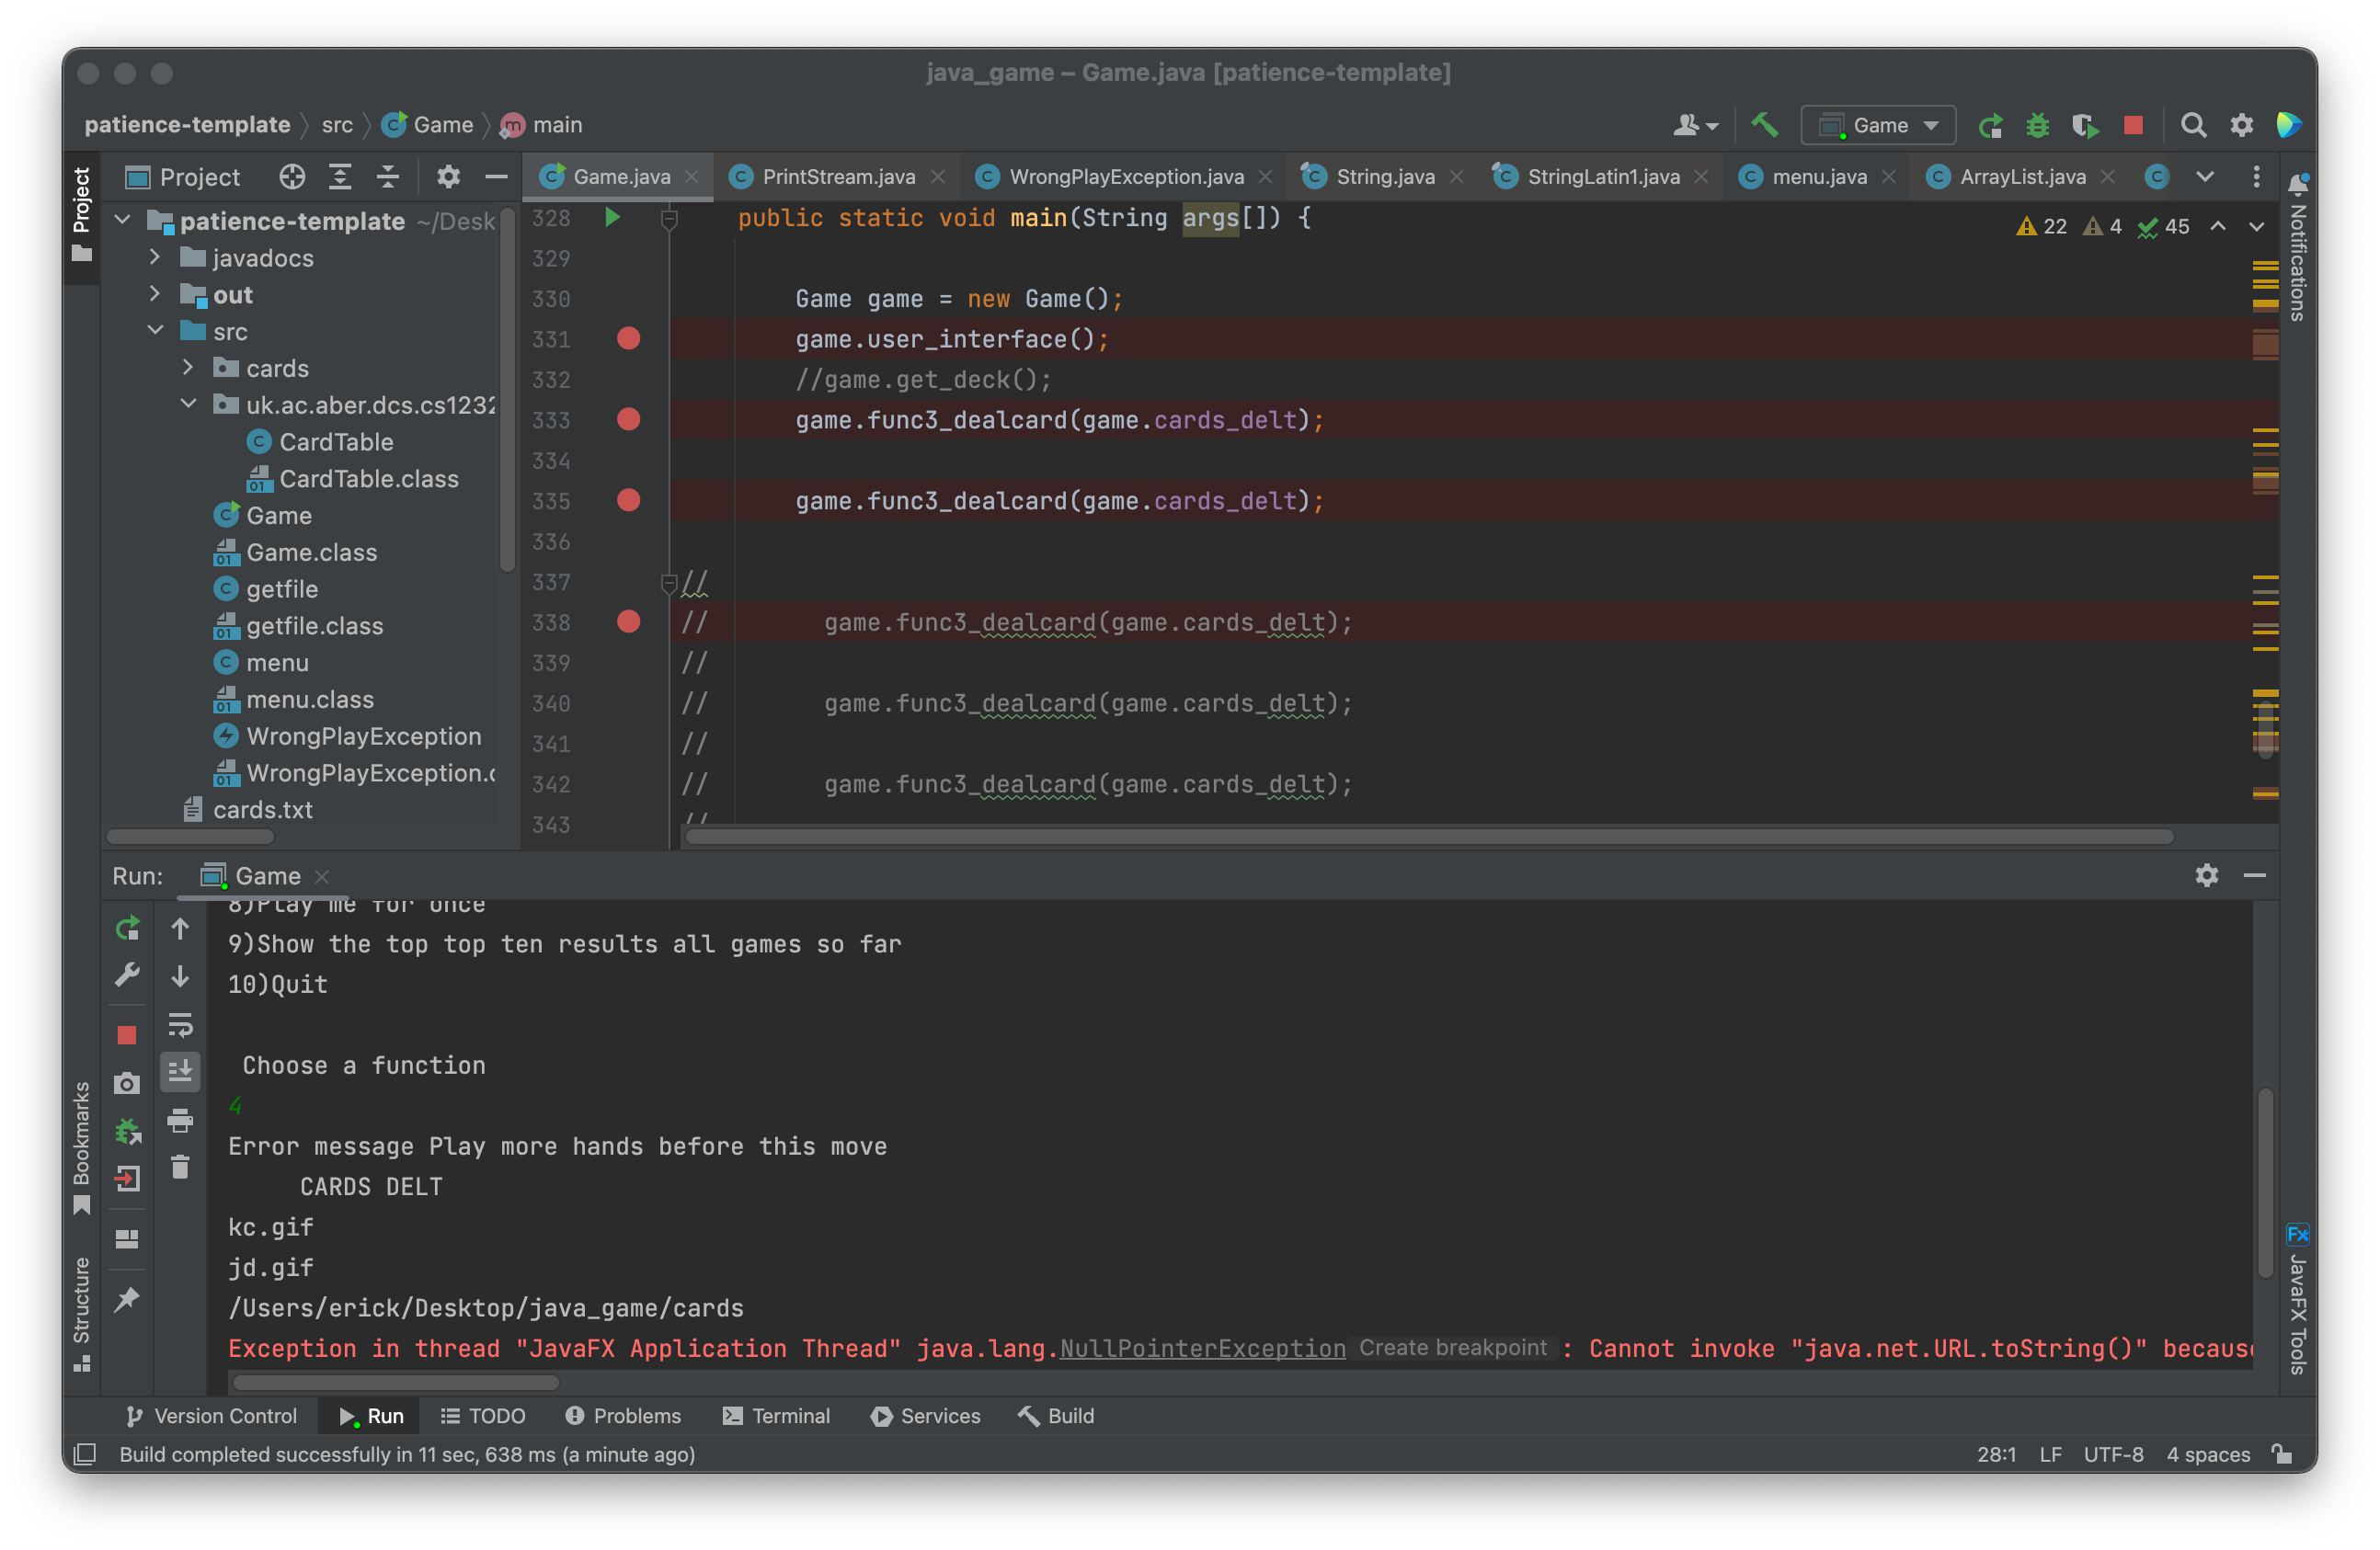 java_game – Game.java [patience-template]
patience-template src Game main
Game
Project
Project
Game.java
PrintStream.java
WrongPlayException.java
String.java
StringLatin1.java
menu.java
ArrayList.java
Notifications
patience-template ~/Desk
javadocs
out
src
cards
uk.ac.aber.dcs.cs1232
CardTable
CardTable.class
Game
Game.class
getfile
getfile.class
menu
menu.class
WrongPlayException
WrongPlayException.c
cards.txt
22 4 45
328 public static void main(String args[]) {
329
330 Game game = new Game();
331 game.user_interface();
332 //game.get_deck();
333 game.func3_dealcard(game.cards_delt);
334
335 game.func3_dealcard(game.cards_delt);
336
337 //
338 // game.func3_dealcard(game.cards_delt);
339 //
340 // game.func3_dealcard(game.cards_delt);
341 //
342 // game.func3_dealcard(game.cards_delt);
343 //
Run: Game
8)Play me for once
9)Show the top top ten results all games so far
10)Quit
Choose a function
4
Error message Play more hands before this move
CARDS DELT
kc.gif
jd.gif
/Users/erick/Desktop/java_game/cards
Exception in thread "JavaFX Application Thread" java.lang.NullPointerException Create breakpoint : Cannot invoke "java.net.URL.toString()" because
Bookmarks
Structure
Fx
JavaFX Tools
Version Control Run TODO Problems Terminal Services Build
Build completed successfully in 11 sec, 638 ms (a minute ago)
28:1 LF UTF-8 4 spaces